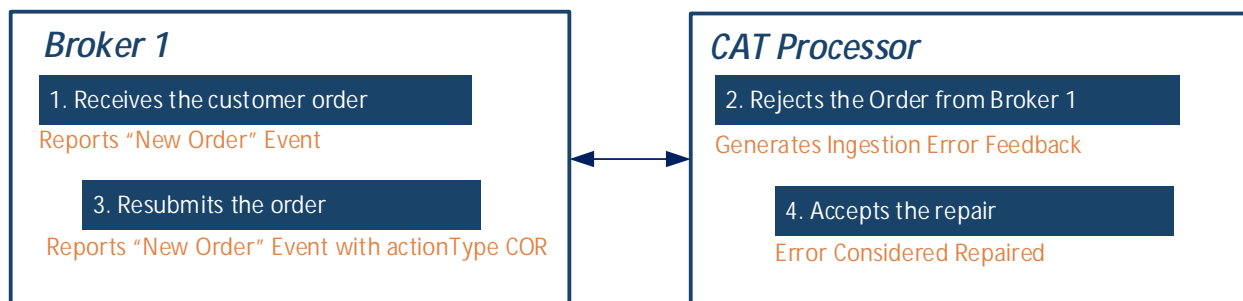 Broker 1
1. Receives the customer order
Reports “New Order” Event
3. Resubmits the order
Reports “New Order” Event with actionType COR
CAT Processor
2. Rejects the Order from Broker 1
Generates Ingestion Error Feedback
4. Accepts the repair
Error Considered Repaired